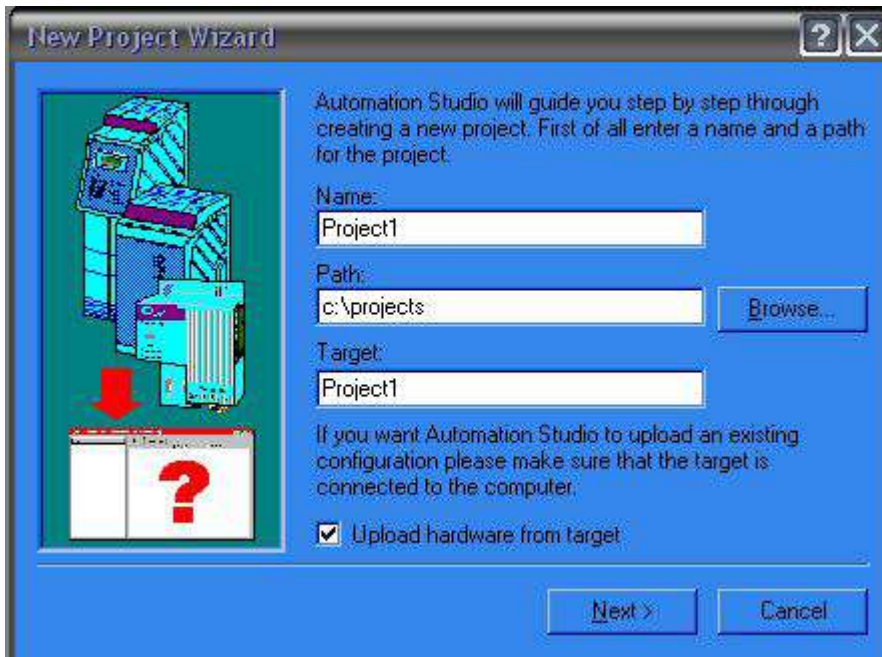 New Project Wizard
Automation Studio will guide you step by step through
creating a new project. First of all enter a name and a path
for the project.
Name:
Project1
Path:
c:\projects
Browse...
Target:
Project1
If you want Automation Studio to upload an existing
configuration please make sure that the target is
connected to the computer.
Upload hardware from target
Next >
Cancel